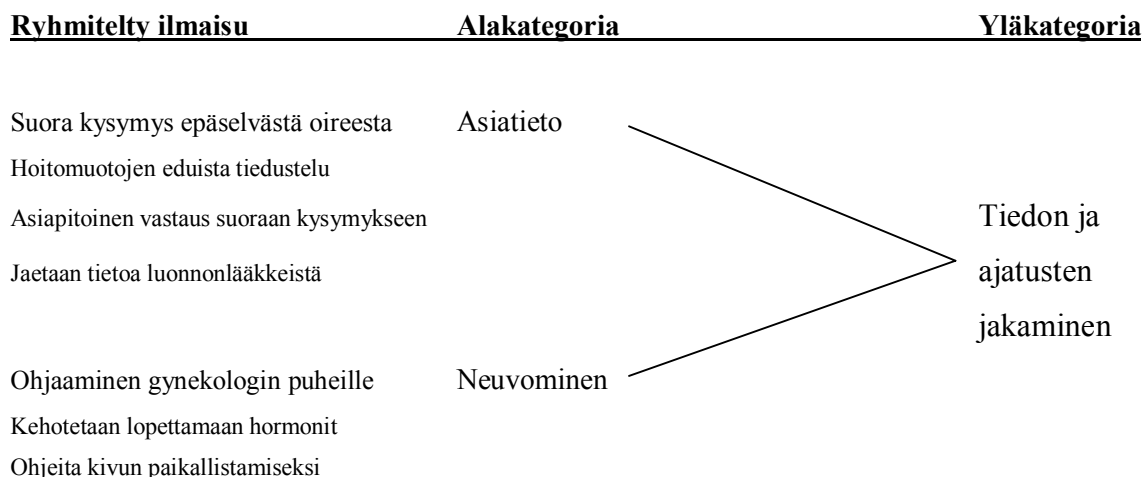 Ryhmitelty ilmaisu Alakategoria Yläkategoria
Suora kysymys epäselvästä oireesta Asiatieto
Hoitomuotojen eduista tiedustelu
Asiapitoinen vastaus suoraan kysymykseen Tiedon ja
Jaetaan tietoa luonnonlääkkeistä ajatusten
jakaminen
Ohjaaminen gynekologin puheille Neuvominen
Kehotetaan lopettamaan hormonit
Ohjeita kivun paikallistamiseksi